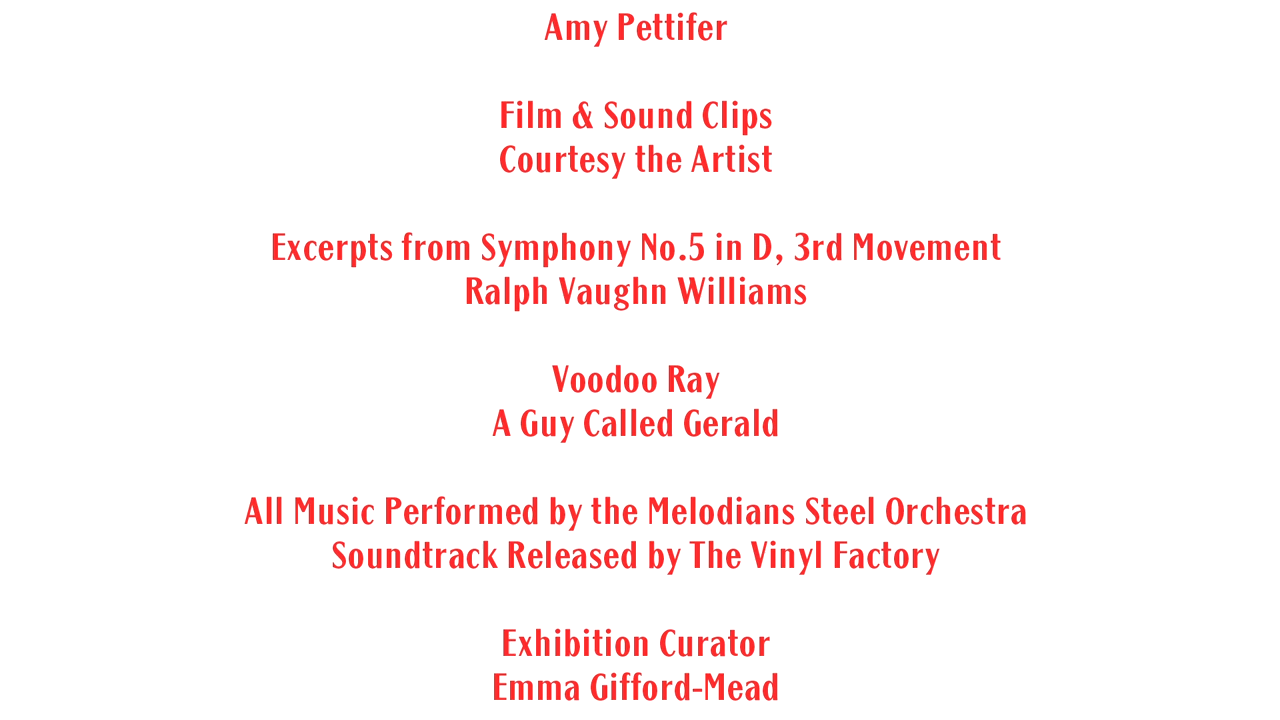 Amy Pettifer
Film & Sound Clips
Courtesy the Artist
Excerpts from Symphony No.5 in D, 3rd Movement
Ralph Vaughn Williams
Voodoo Ray
A Guy Called Gerald
All Music Performed by the Melodians Steel Orchestra
Soundtrack Released by The Vinyl Factory
Exhibition Curator
Emma Gifford-Mead